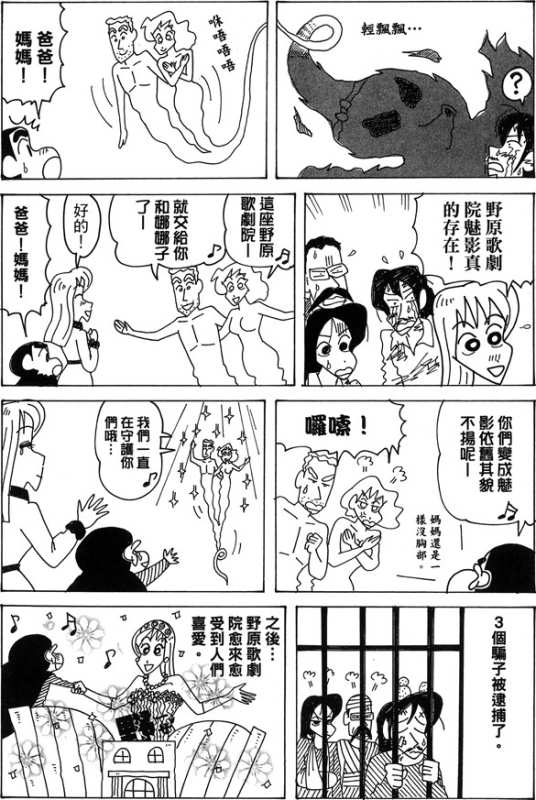 輕飄飄…
?
咻
唔
唔
唔
爸爸！
媽媽！
野原歌劇
院魅影真
的存在！
這座野原
歌劇院ー
就交給你
和娜娜子
了ー
好的！
爸爸！媽媽！
你們變成魅
影依舊其貌
不揚呢ー
媽媽還是一
樣沒胸部。
囉嗦！
我們一直
在守護你
們哦…
3個騙子被逮捕了。
之後…
野原歌劇
院愈來愈
受到人們
喜愛。